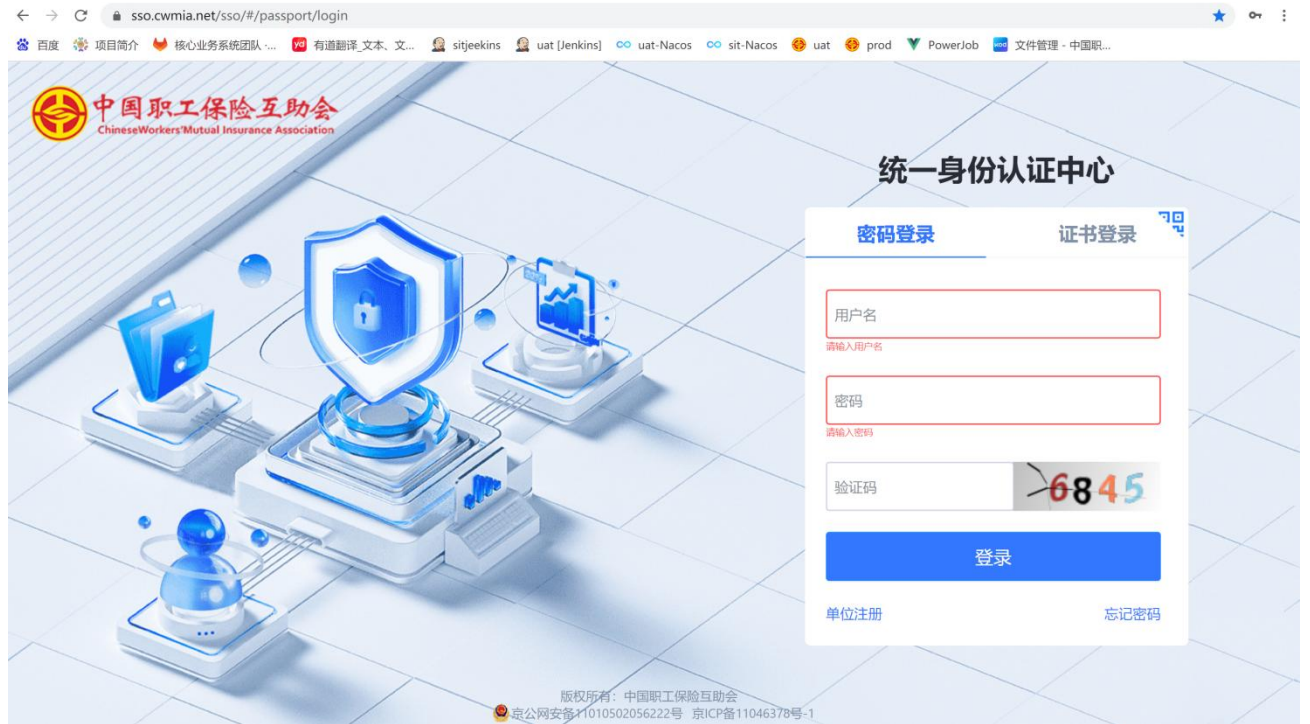 sso.cwmia.net/sso/#/passport/login
百度 项目简介 核心业务系统团队 ·... 有道翻译_文本、文... sitjeekins uat [Jenkins] uat-Nacos sit-Nacos uat prod PowerJob 文件管理 - 中国职...
中国职工保险互助会
ChineseWorkers'Mutual Insurance Association
统一身份认证中心
密码登录 证书登录
用户名
请输入用户名
密码
请输入密码
验证码 6845
登录
单位注册 忘记密码
版权所有：中国职工保险互助会
京公网安备11010502056222号 京ICP备11046378号-1